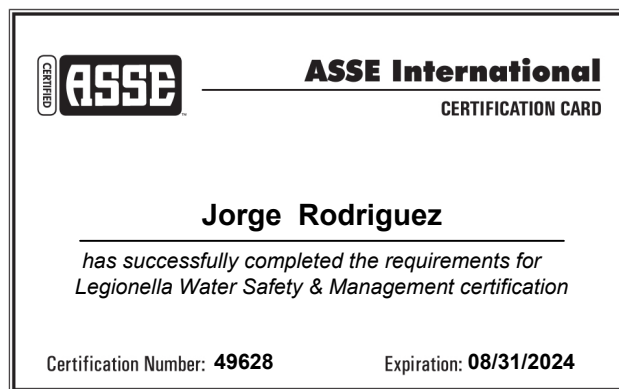 CERTIFIED
ASSE
TM
ASSE International
CERTIFICATION CARD
Jorge Rodriguez
has successfully completed the requirements for
Legionella Water Safety & Management certification
Certification Number: 49628 Expiration: 08/31/2024